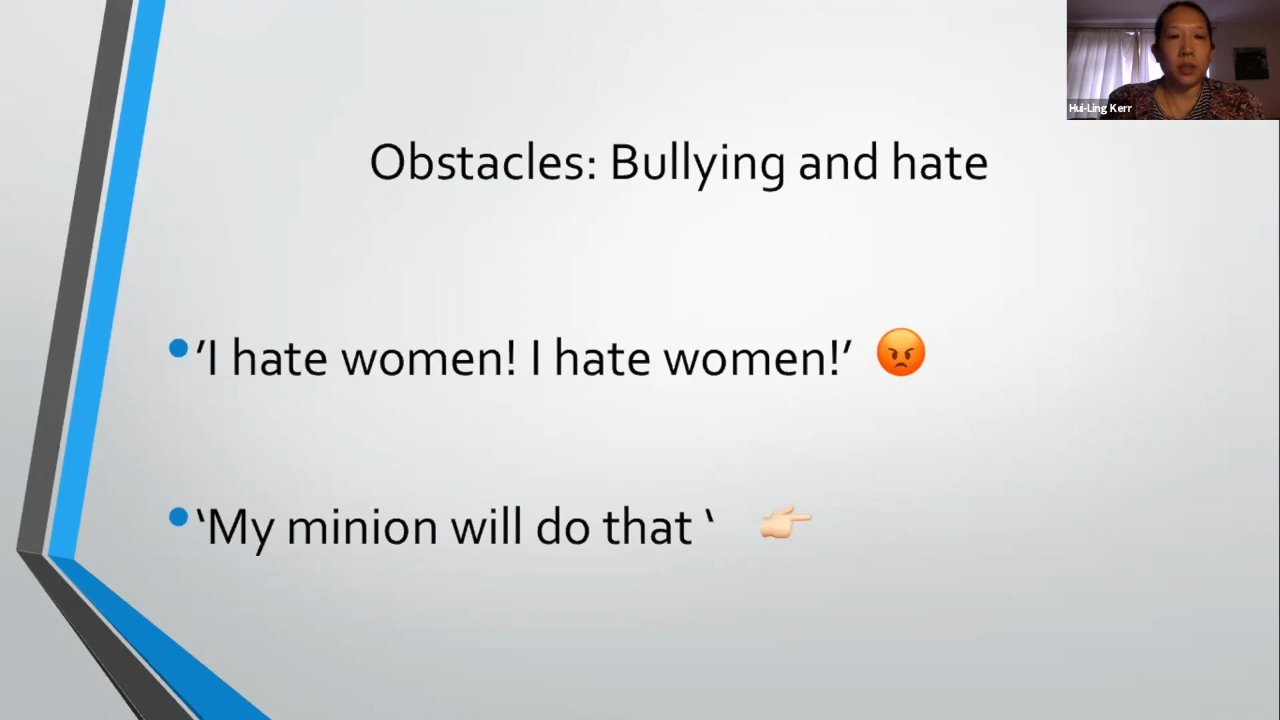 Hui-Ling Kerr
Obstacles: Bullying and hate
•’I hate women! I hate women!’ 😡
•‘My minion will do that ‘ 👉🏻